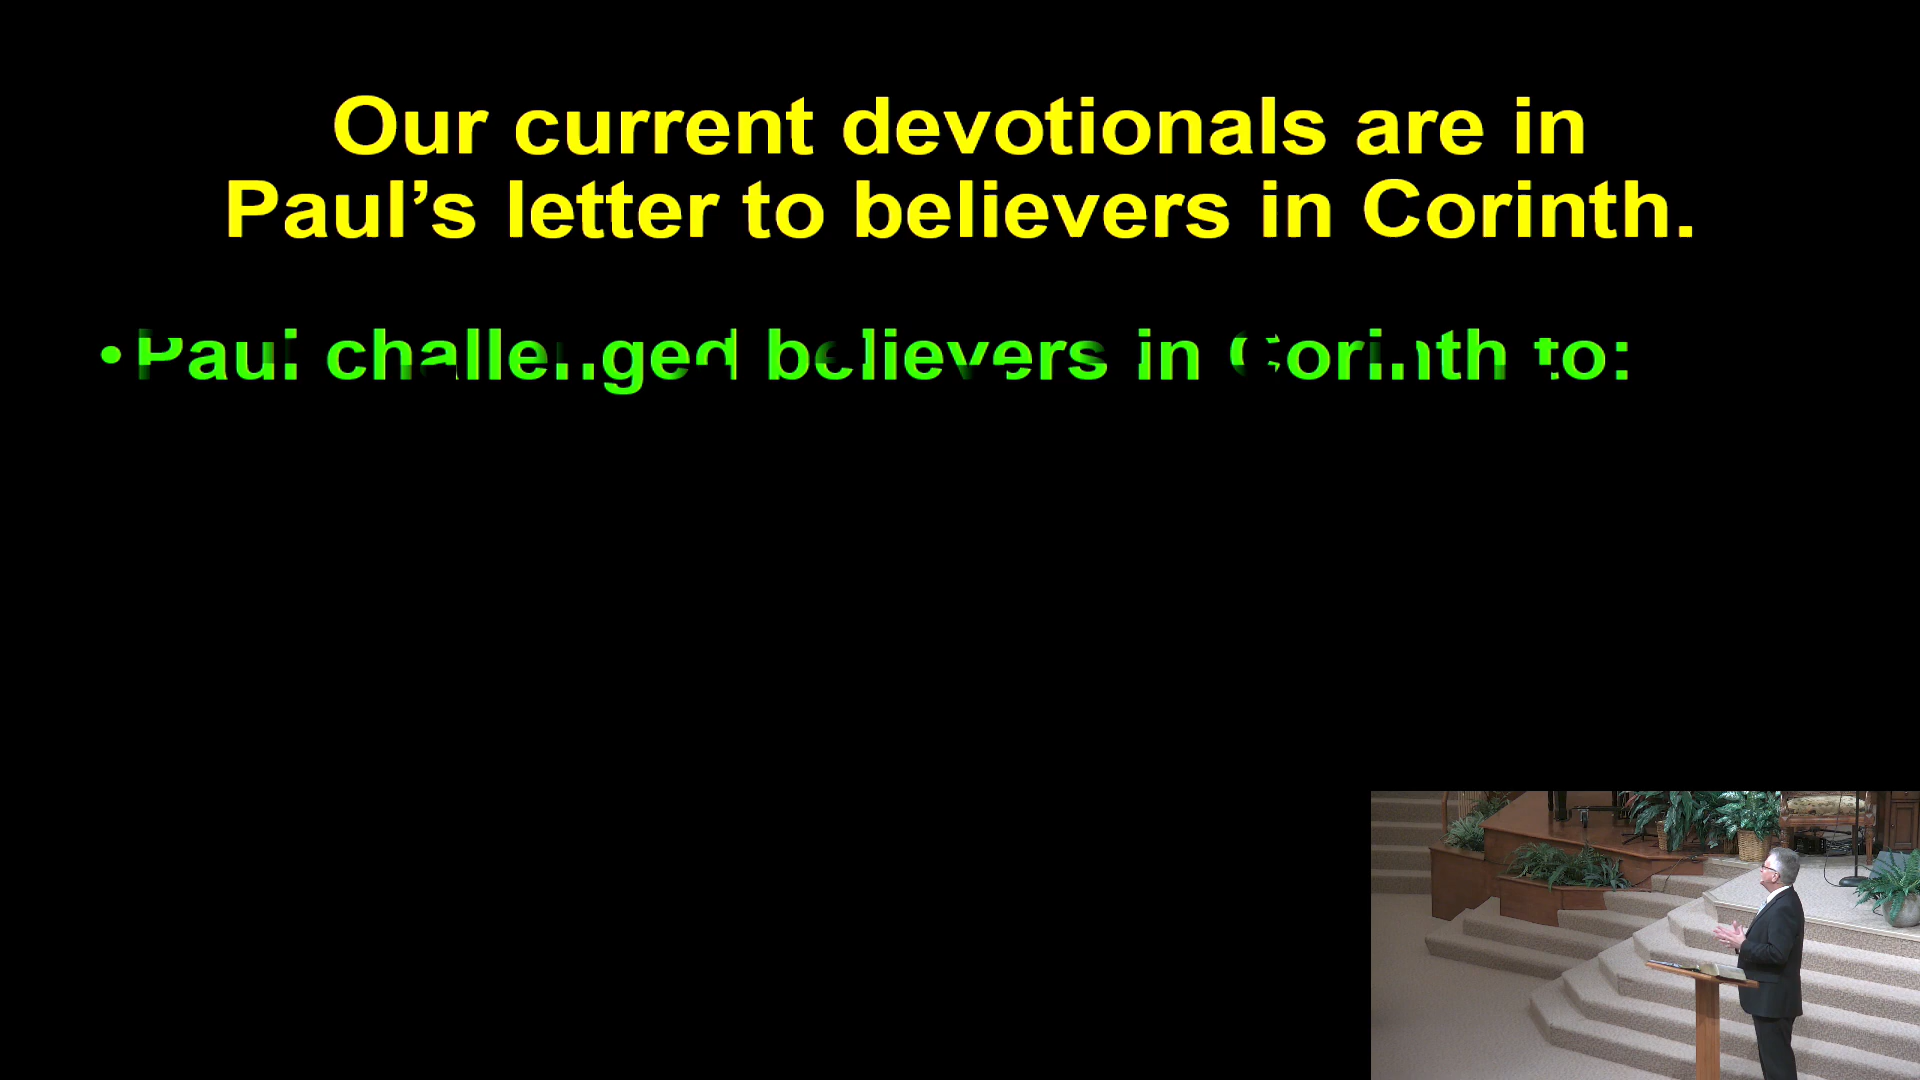 Our current devotionals are in
Paul’s letter to believers in Corinth.
•Paul challenged believers in Corinth to: